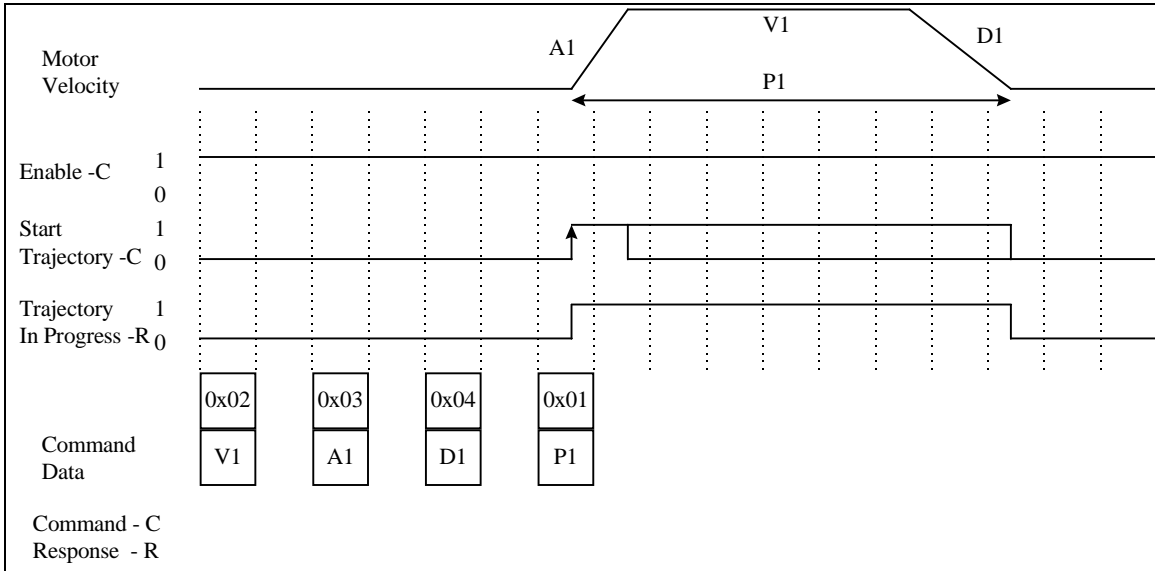 Motor
Velocity
A1
V1
D1
P1
Enable -C
1
0
Start
Trajectory -C
1
0
Trajectory
In Progress -R
1
0
0x02
0x03
0x04
0x01
Command
Data
V1
A1
D1
P1
Command - C
Response - R